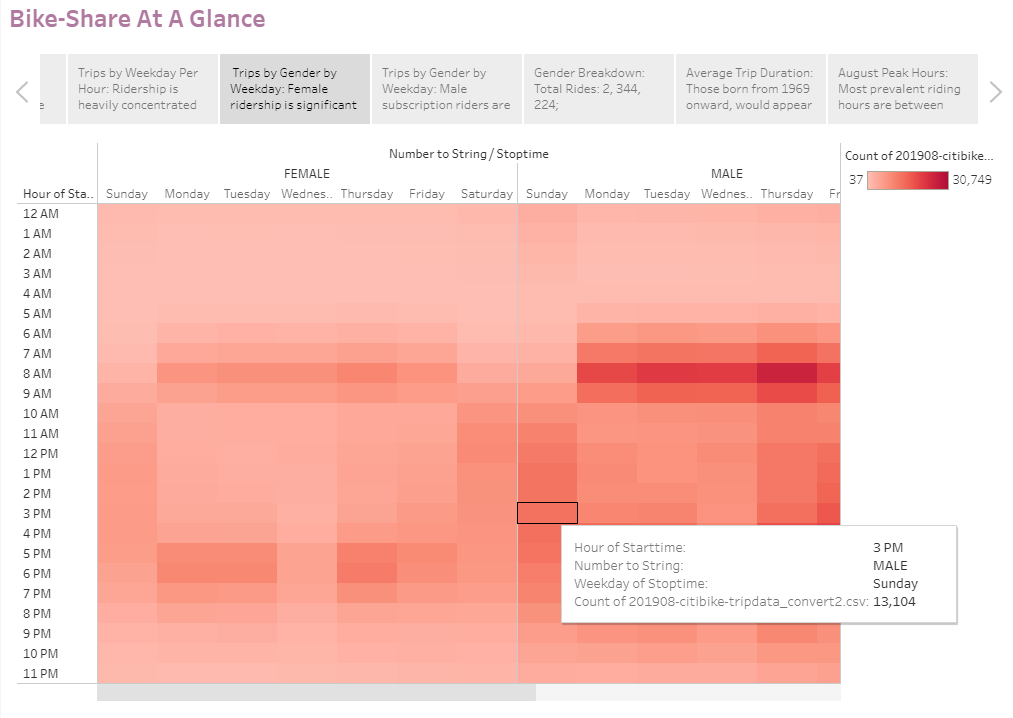 Bike-Share At A Glance
e
Trips by Weekday Per
Hour: Ridership is
heavily concentrated
Trips by Gender by
Weekday: Female
ridership is significant
Trips by Gender by
Weekday: Male
subscription riders are
Gender Breakdown:
Total Rides: 2, 344,
224;
Average Trip Duration:
Those born from 1969
onward, would appear
August Peak Hours:
Most prevalent riding
hours are between
Number to String / Stoptime
FEMALE MALE
Hour of Sta.. Sunday Monday Tuesday Wednes.. Thursday Friday Saturday Sunday Monday Tuesday Wednes.. Thursday Fr
12 AM
1 AM
2 AM
3 AM
4 AM
5 AM
6 AM
7 AM
8 AM
9 AM
10 AM
11 AM
12 PM
1 PM
2 PM
3 PM
4 PM
5 PM
6 PM
7 PM
8 PM
9 PM
10 PM
11 PM
Count of 201908-citibike...
37 30,749
Hour of Starttime: 3 PM
Number to String: MALE
Weekday of Stoptime: Sunday
Count of 201908-citibike-tripdata_convert2.csv: 13,104